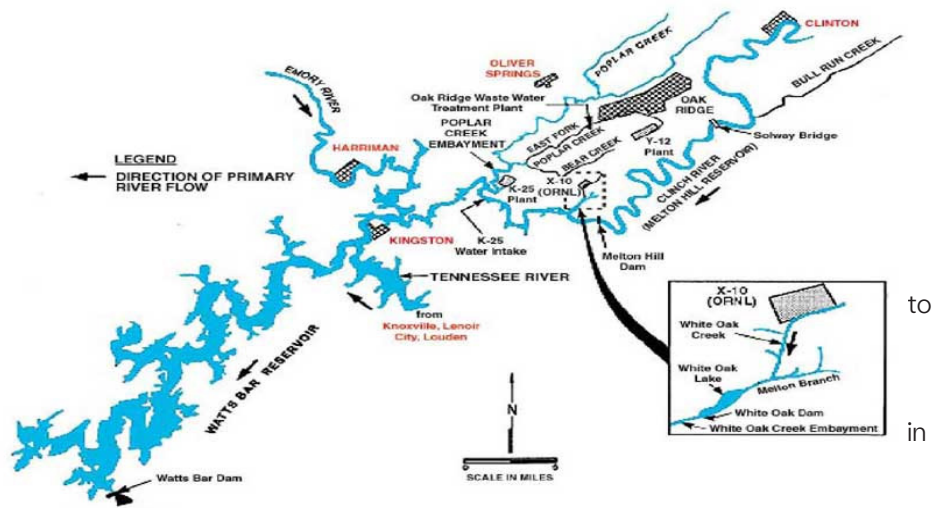 CLINTON
POPLAR CREEK
BULL RUN CREEK
OLIVER
SPRINGS
EMORY RIVER
Oak Ridge Waste Water
Treatment Plant
OAK
RIDGE
POPLAR
CREEK
EMBAYMENT
EAST FORK
POPLAR CREEK
BEAR CREEK
Y-12
Plant
Solway Bridge
HARRIMAN
LEGEND
DIRECTION OF PRIMARY
RIVER FLOW
K-25
Plant
X-10
(ORNL)
CLINCH RIVER
(MELTON HILL RESERVOIR)
KINGSTON
K-25
Water Intake
Melton Hill
Dam
TENNESSEE RIVER
from
Knoxville, Lenoir
City, Louden
WATTS BAR RESERVOIR
N
SCALE IN MILES
Watts Bar Dam
X-10
(ORNL)
White Oak
Creek
White Oak
Lake
Melton Branch
White Oak Dam
White Oak Creek Embayment
to
in